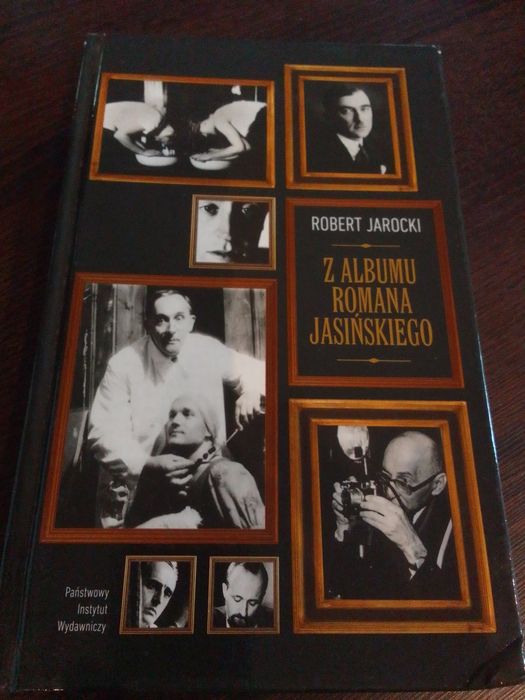 ROBERT JAROCKI
Z ALBUMU
ROMANA
JASIŃSKIEGO
Państwowy
Instytut
Wydawniczy